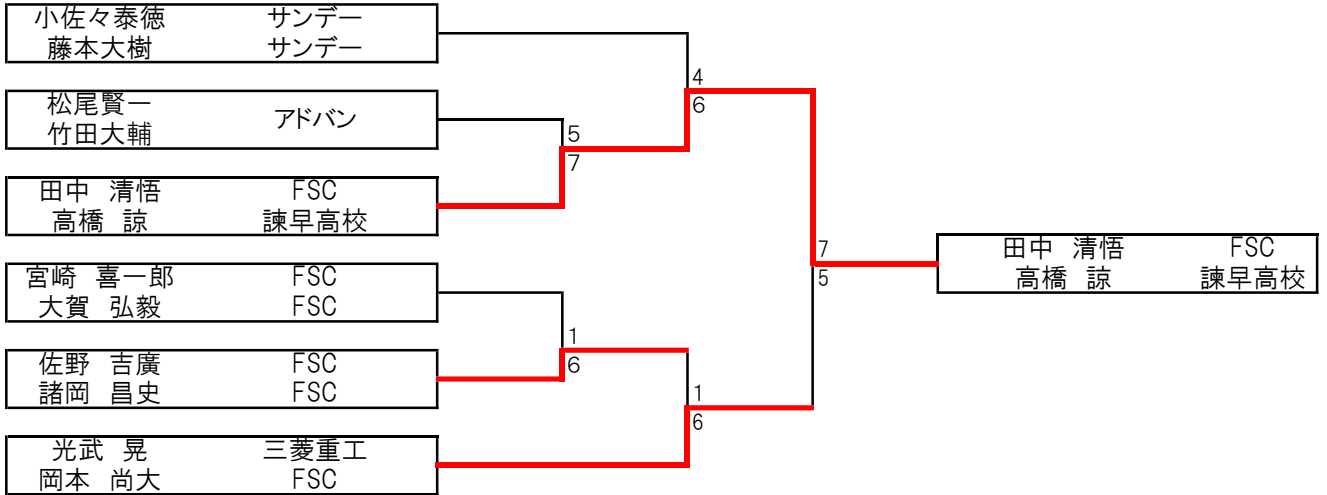 小佐々泰徳 サンデー
藤本大樹 サンデー
4
6
松尾賢一
竹田大輔 アドバン
5
7
田中 清悟 FSC
高橋 諒 諫早高校
7
5
田中 清悟 FSC
高橋 諒 諫早高校
宮崎 喜一郎 FSC
大賀 弘毅 FSC
1
6
佐野 吉廣 FSC
諸岡 昌史 FSC
1
6
光武 晃 三菱重工
岡本 尚大 FSC